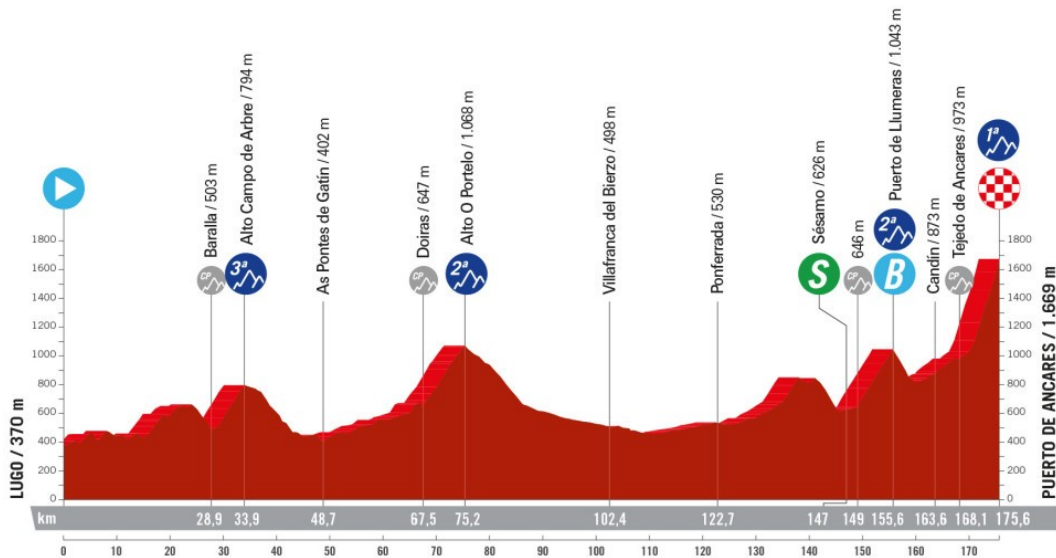 LUGO / 370 m
Baralla / 503 m
CP
Alto Campo de Arbre / 794 m
3ª
As Pontes de Gatín / 402 m
Doiras / 647 m
CP
Alto O Portelo / 1.068 m
2ª
Villafranca del Bierzo / 498 m
Ponferrada / 530 m
Sésamo / 626 m
S
646 m
CP
Puerto de Llumeras / 1.043 m
2ª
B
Candín / 873 m
Tejedo de Ancares / 973 m
CP
1ª
PUERTO DE ANCARES / 1.669 m
1800
1600
1400
1200
1000
800
600
400
200
0
1800
1600
1400
1200
1000
800
600
400
200
0
km 28,9 33,9 48,7 67,5 75,2 102,4 122,7 147 149 155,6 163,6 168,1 175,6
0 10 20 30 40 50 60 70 80 90 100 110 120 130 140 150 160 170